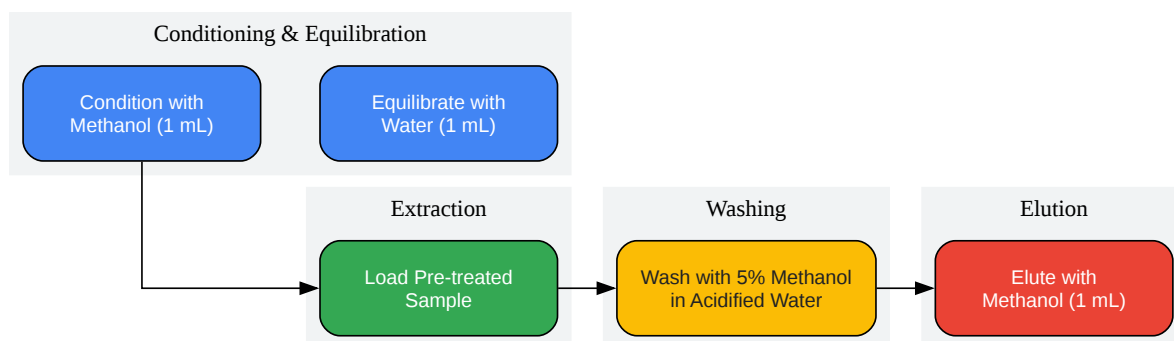 Conditioning & Equilibration
Condition with
Methanol (1 mL)
Equilibrate with
Water (1 mL)
Extraction
Load Pre-treated
Sample
Washing
Wash with 5% Methanol
in Acidified Water
Elution
Elute with
Methanol (1 mL)